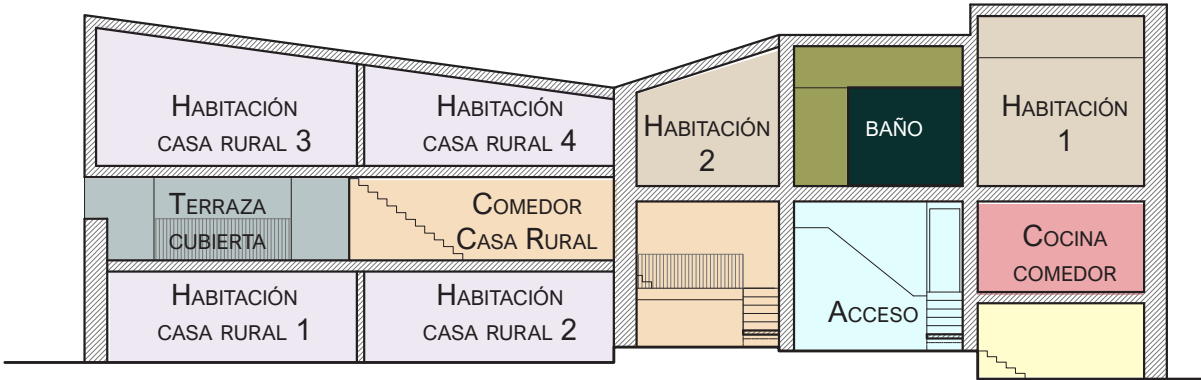 Habitación
casa rural 3
Habitación
casa rural 4
Habitación
2
baño
Habitación
1
Terraza
cubierta
Comedor
Casa Rural
Cocina
comedor
Acceso
Habitación
casa rural 1
Habitación
casa rural 2